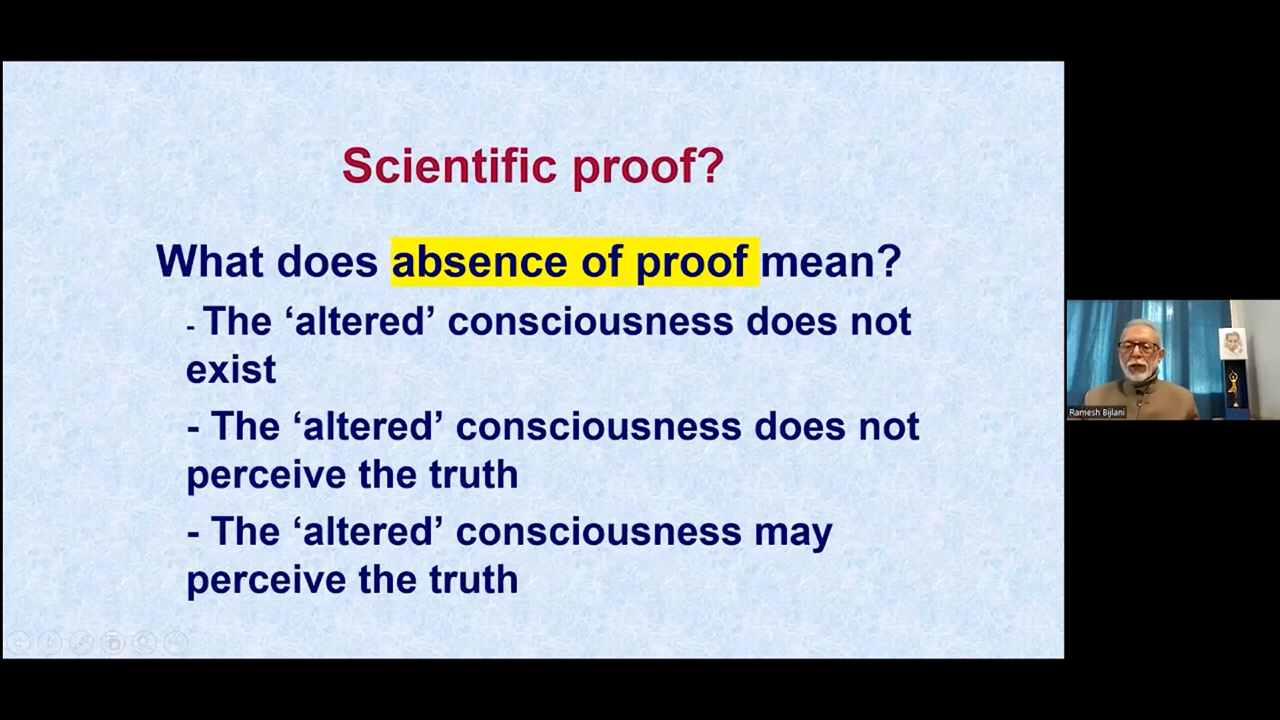 Scientific proof?
What does absence of proof mean?
- The ‘altered’ consciousness does not
exist
- The ‘altered’ consciousness does not
perceive the truth
- The ‘altered’ consciousness may
perceive the truth
Ramesh Bijlani